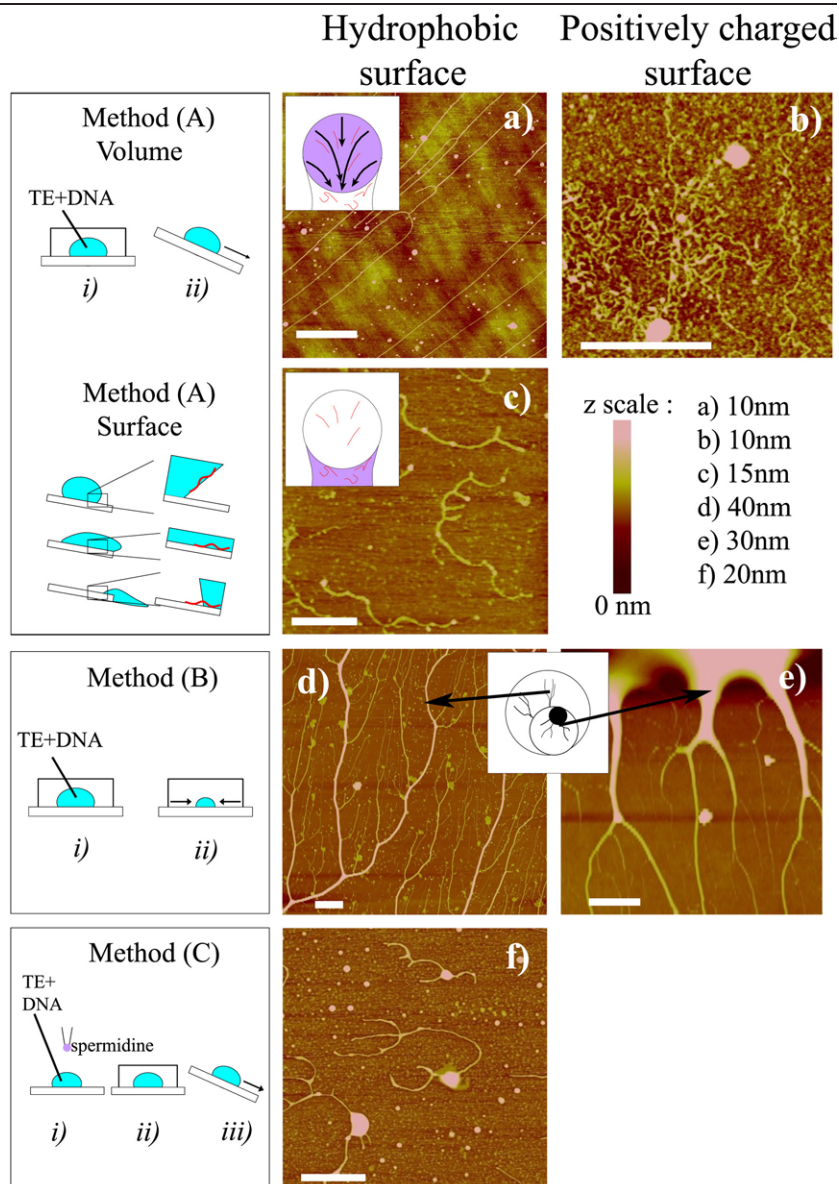 Hydrophobic
surface
Positively charged
surface
Method (A)
Volume
TE+DNA
i)
ii)
a)
b)
Method (A)
Surface
c)
z scale :
0 nm
a) 10nm
b) 10nm
c) 15nm
d) 40nm
e) 30nm
f) 20nm
Method (B)
TE+DNA
i)
ii)
d)
e)
Method (C)
TE+
DNA
spermidine
i)
ii)
iii)
f)